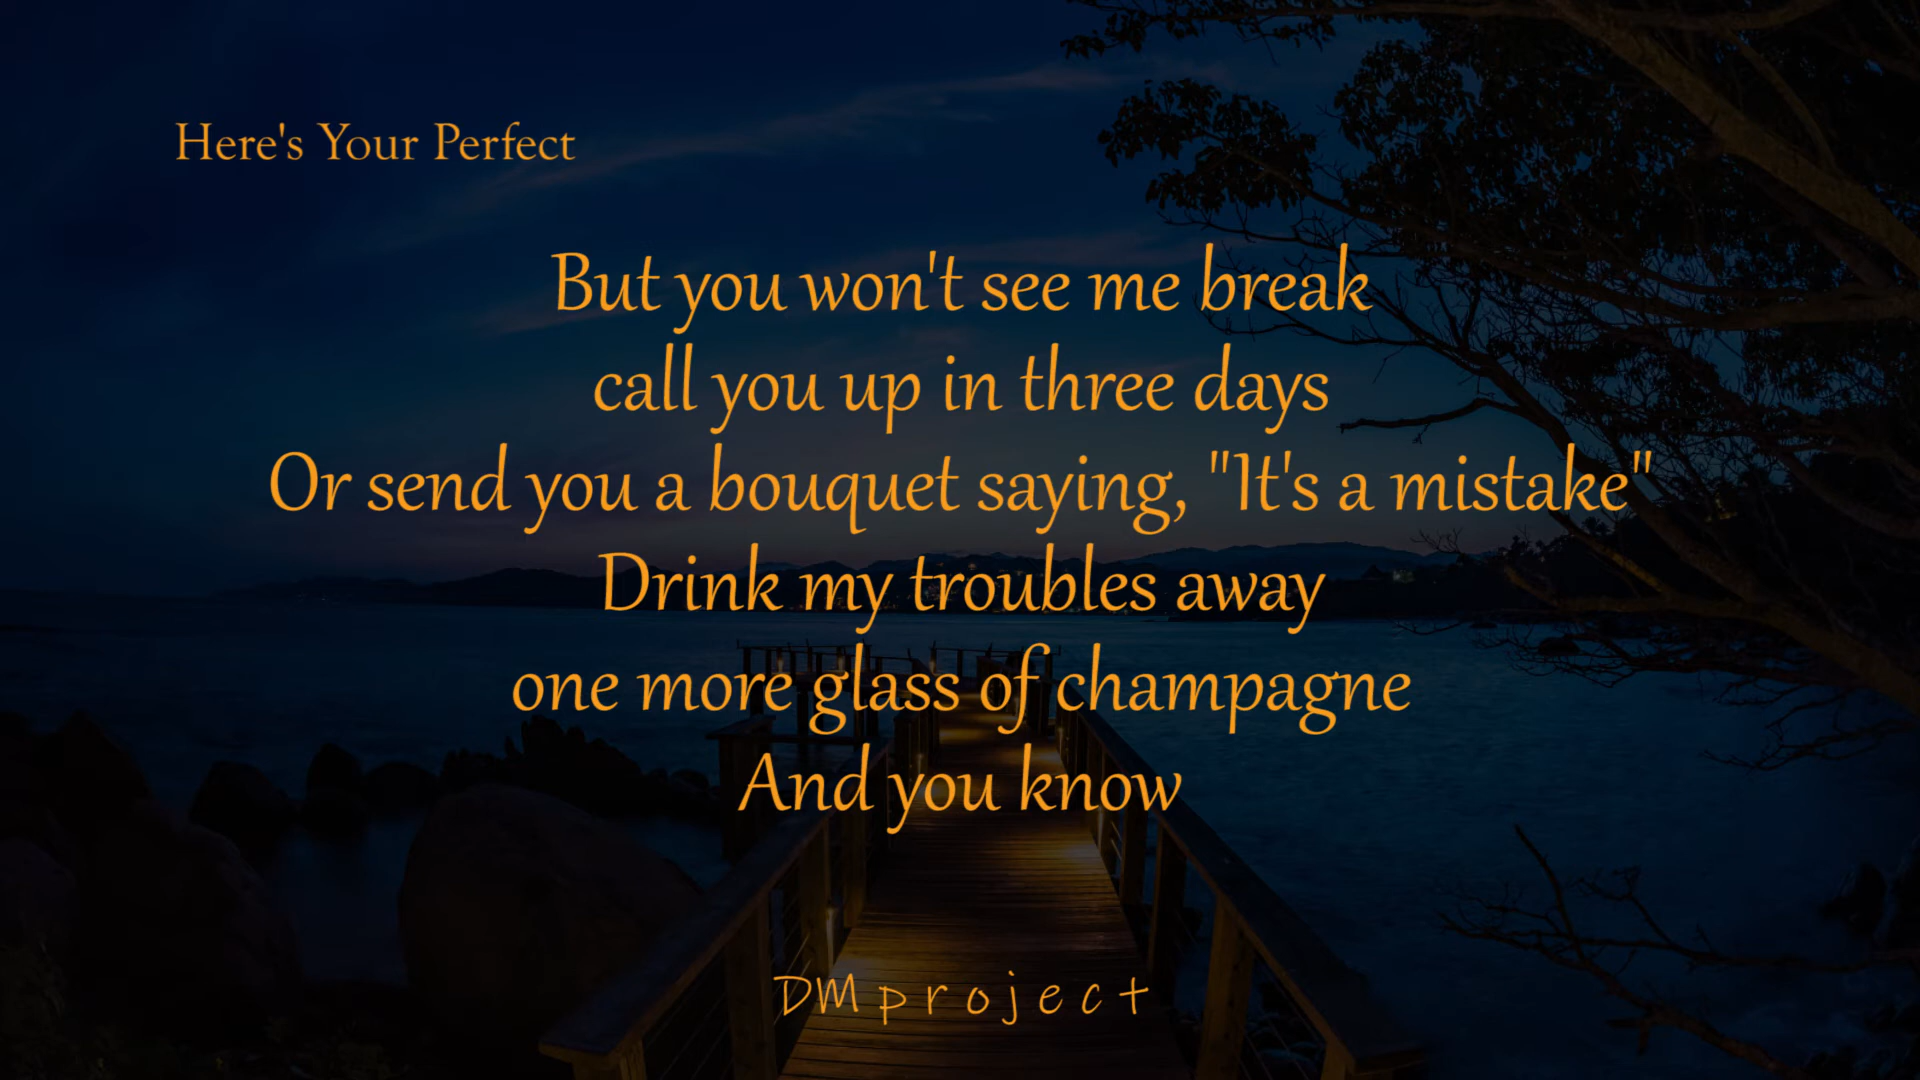 Here's Your Perfect
But you won't see me break
call you up in three days
Or send you a bouquet saying, "It's a mistake"
Drink my troubles away
one more glass of champagne
And you know
DMproject